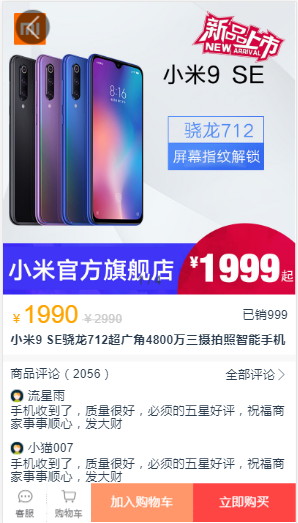 新品上市
NEW ARRIVAL
小米9 SE
骁龙712
屏幕指纹解锁
小米官方旗舰店
¥1999起
¥ 1990 ¥2990
已销999
小米9 SE骁龙712超广角4800万三摄拍照智能手机
商品评论（2056）
全部评论
流星雨
手机收到了，质量很好，必须的五星好评，祝福商家事事顺心，发大财
小猫007
手机收到了，质量很好，必须的五星好评，祝福商家事事顺心，发大财
客服
购物车
加入购物车
立即购买